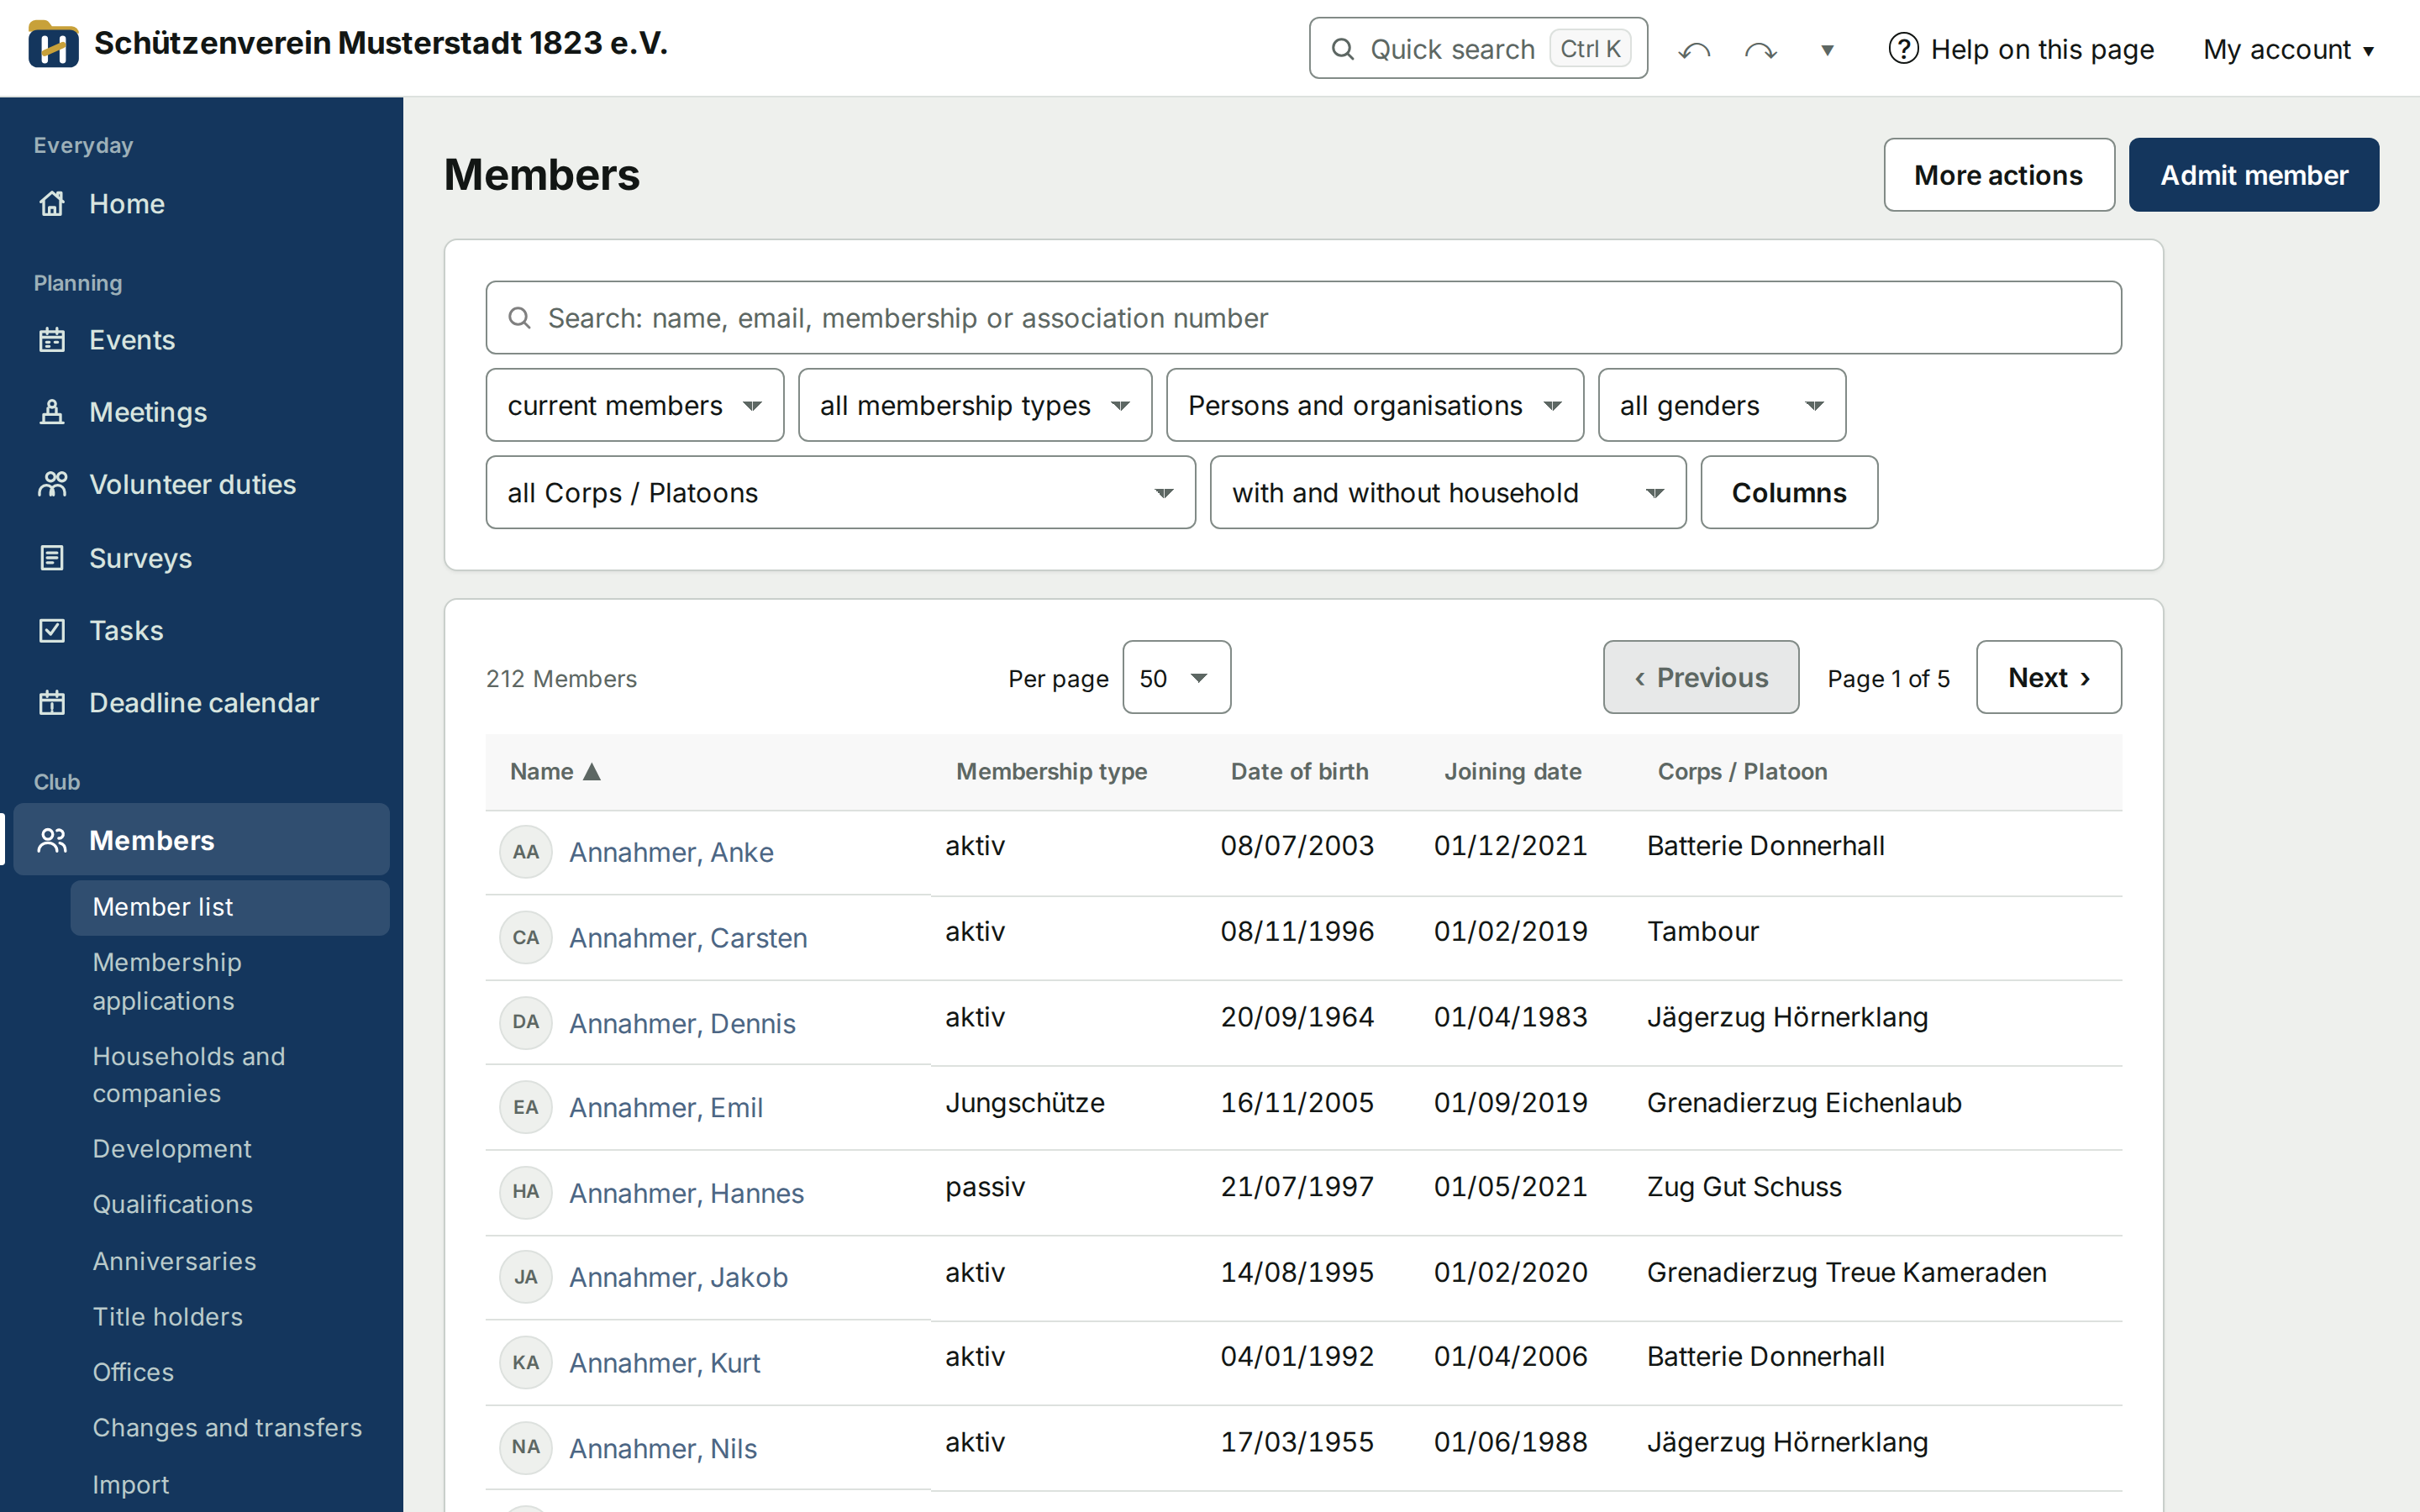 Schützenverein Musterstadt 1823 e.V.
Quick search Ctrl K
Help on this page
My account
Everyday
Home
Planning
Events
Meetings
Volunteer duties
Surveys
Tasks
Deadline calendar
Club
Members
Member list
Membership
applications
Households and
companies
Development
Qualifications
Anniversaries
Title holders
Offices
Changes and transfers
Import
Members
More actions
Admit member
Search: name, email, membership or association number
current members all membership types Persons and organisations all genders
all Corps / Platoons with and without household Columns
212 Members Per page 50 ‹ Previous Page 1 of 5 Next ›
Name ▲ Membership type Date of birth Joining date Corps / Platoon
AA Annahmer, Anke aktiv 08/07/2003 01/12/2021 Batterie Donnerhall
CA Annahmer, Carsten aktiv 08/11/1996 01/02/2019 Tambour
DA Annahmer, Dennis aktiv 20/09/1964 01/04/1983 Jägerzug Hörnerklang
EA Annahmer, Emil Jungschütze 16/11/2005 01/09/2019 Grenadierzug Eichenlaub
HA Annahmer, Hannes passiv 21/07/1997 01/05/2021 Zug Gut Schuss
JA Annahmer, Jakob aktiv 14/08/1995 01/02/2020 Grenadierzug Treue Kameraden
KA Annahmer, Kurt aktiv 04/01/1992 01/04/2006 Batterie Donnerhall
NA Annahmer, Nils aktiv 17/03/1955 01/06/1988 Jägerzug Hörnerklang